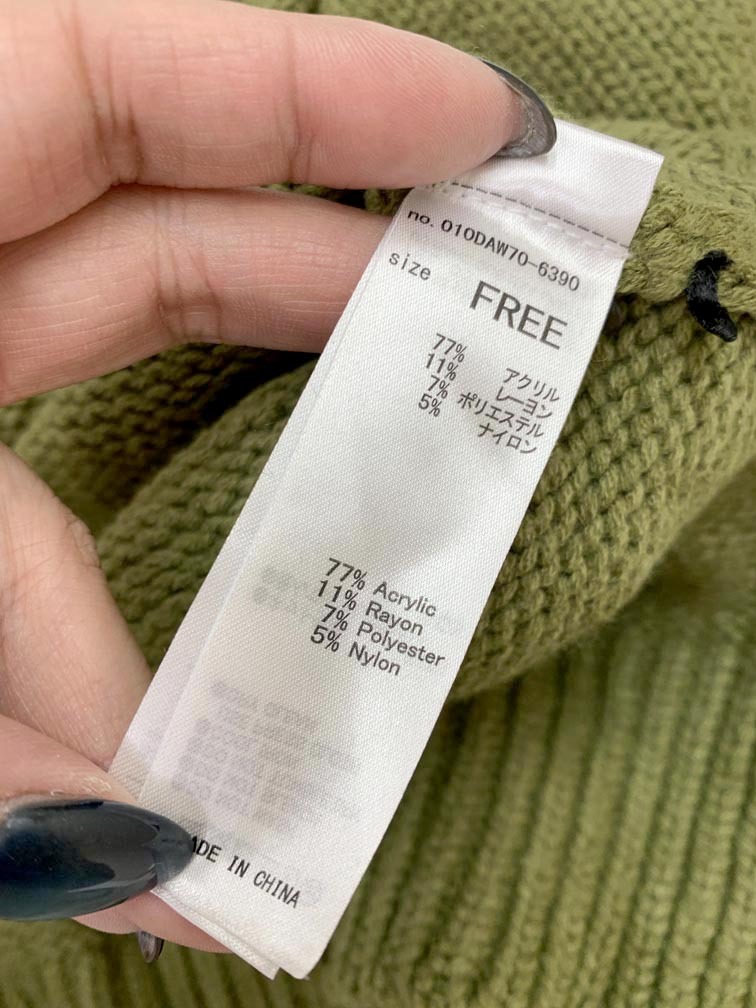 no. 010DAW70-6390
size FREE
77% アクリル
11% レーヨン
7% ポリエステル
5% ナイロン
77% Acrylic
11% Rayon
7% Polyester
5% Nylon
ADE IN CHINA